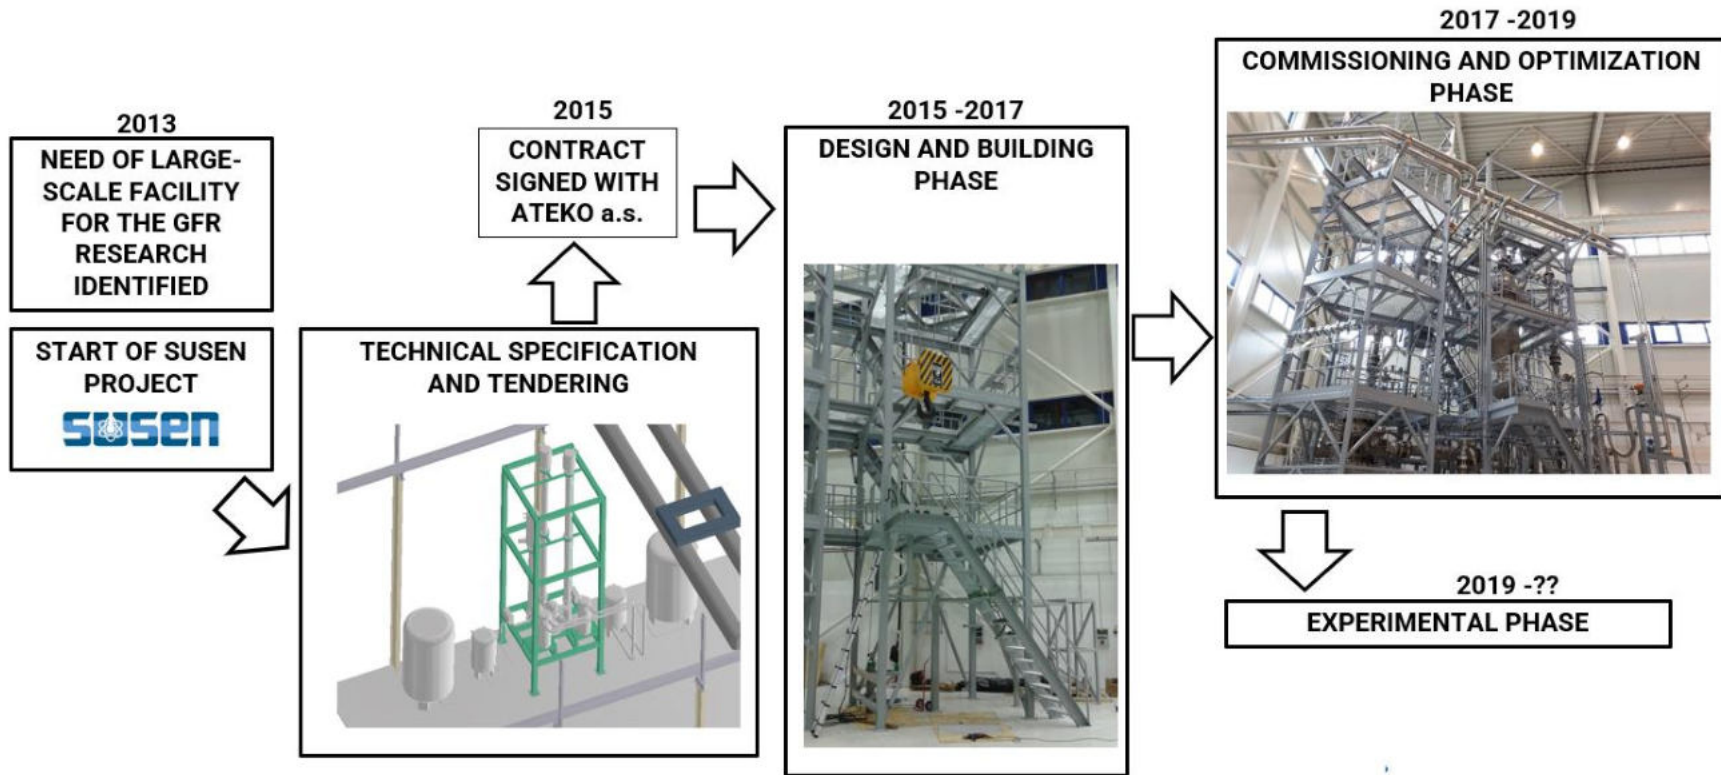 2013
NEED OF LARGE-
SCALE FACILITY
FOR THE GFR
RESEARCH
IDENTIFIED
START OF SUSEN
PROJECT
susen
TECHNICAL SPECIFICATION
AND TENDERING
2015
CONTRACT
SIGNED WITH
ATEKO a.s.
2015 -2017
DESIGN AND BUILDING
PHASE
2017 -2019
COMMISSIONING AND OPTIMIZATION
PHASE
2019 -??
EXPERIMENTAL PHASE